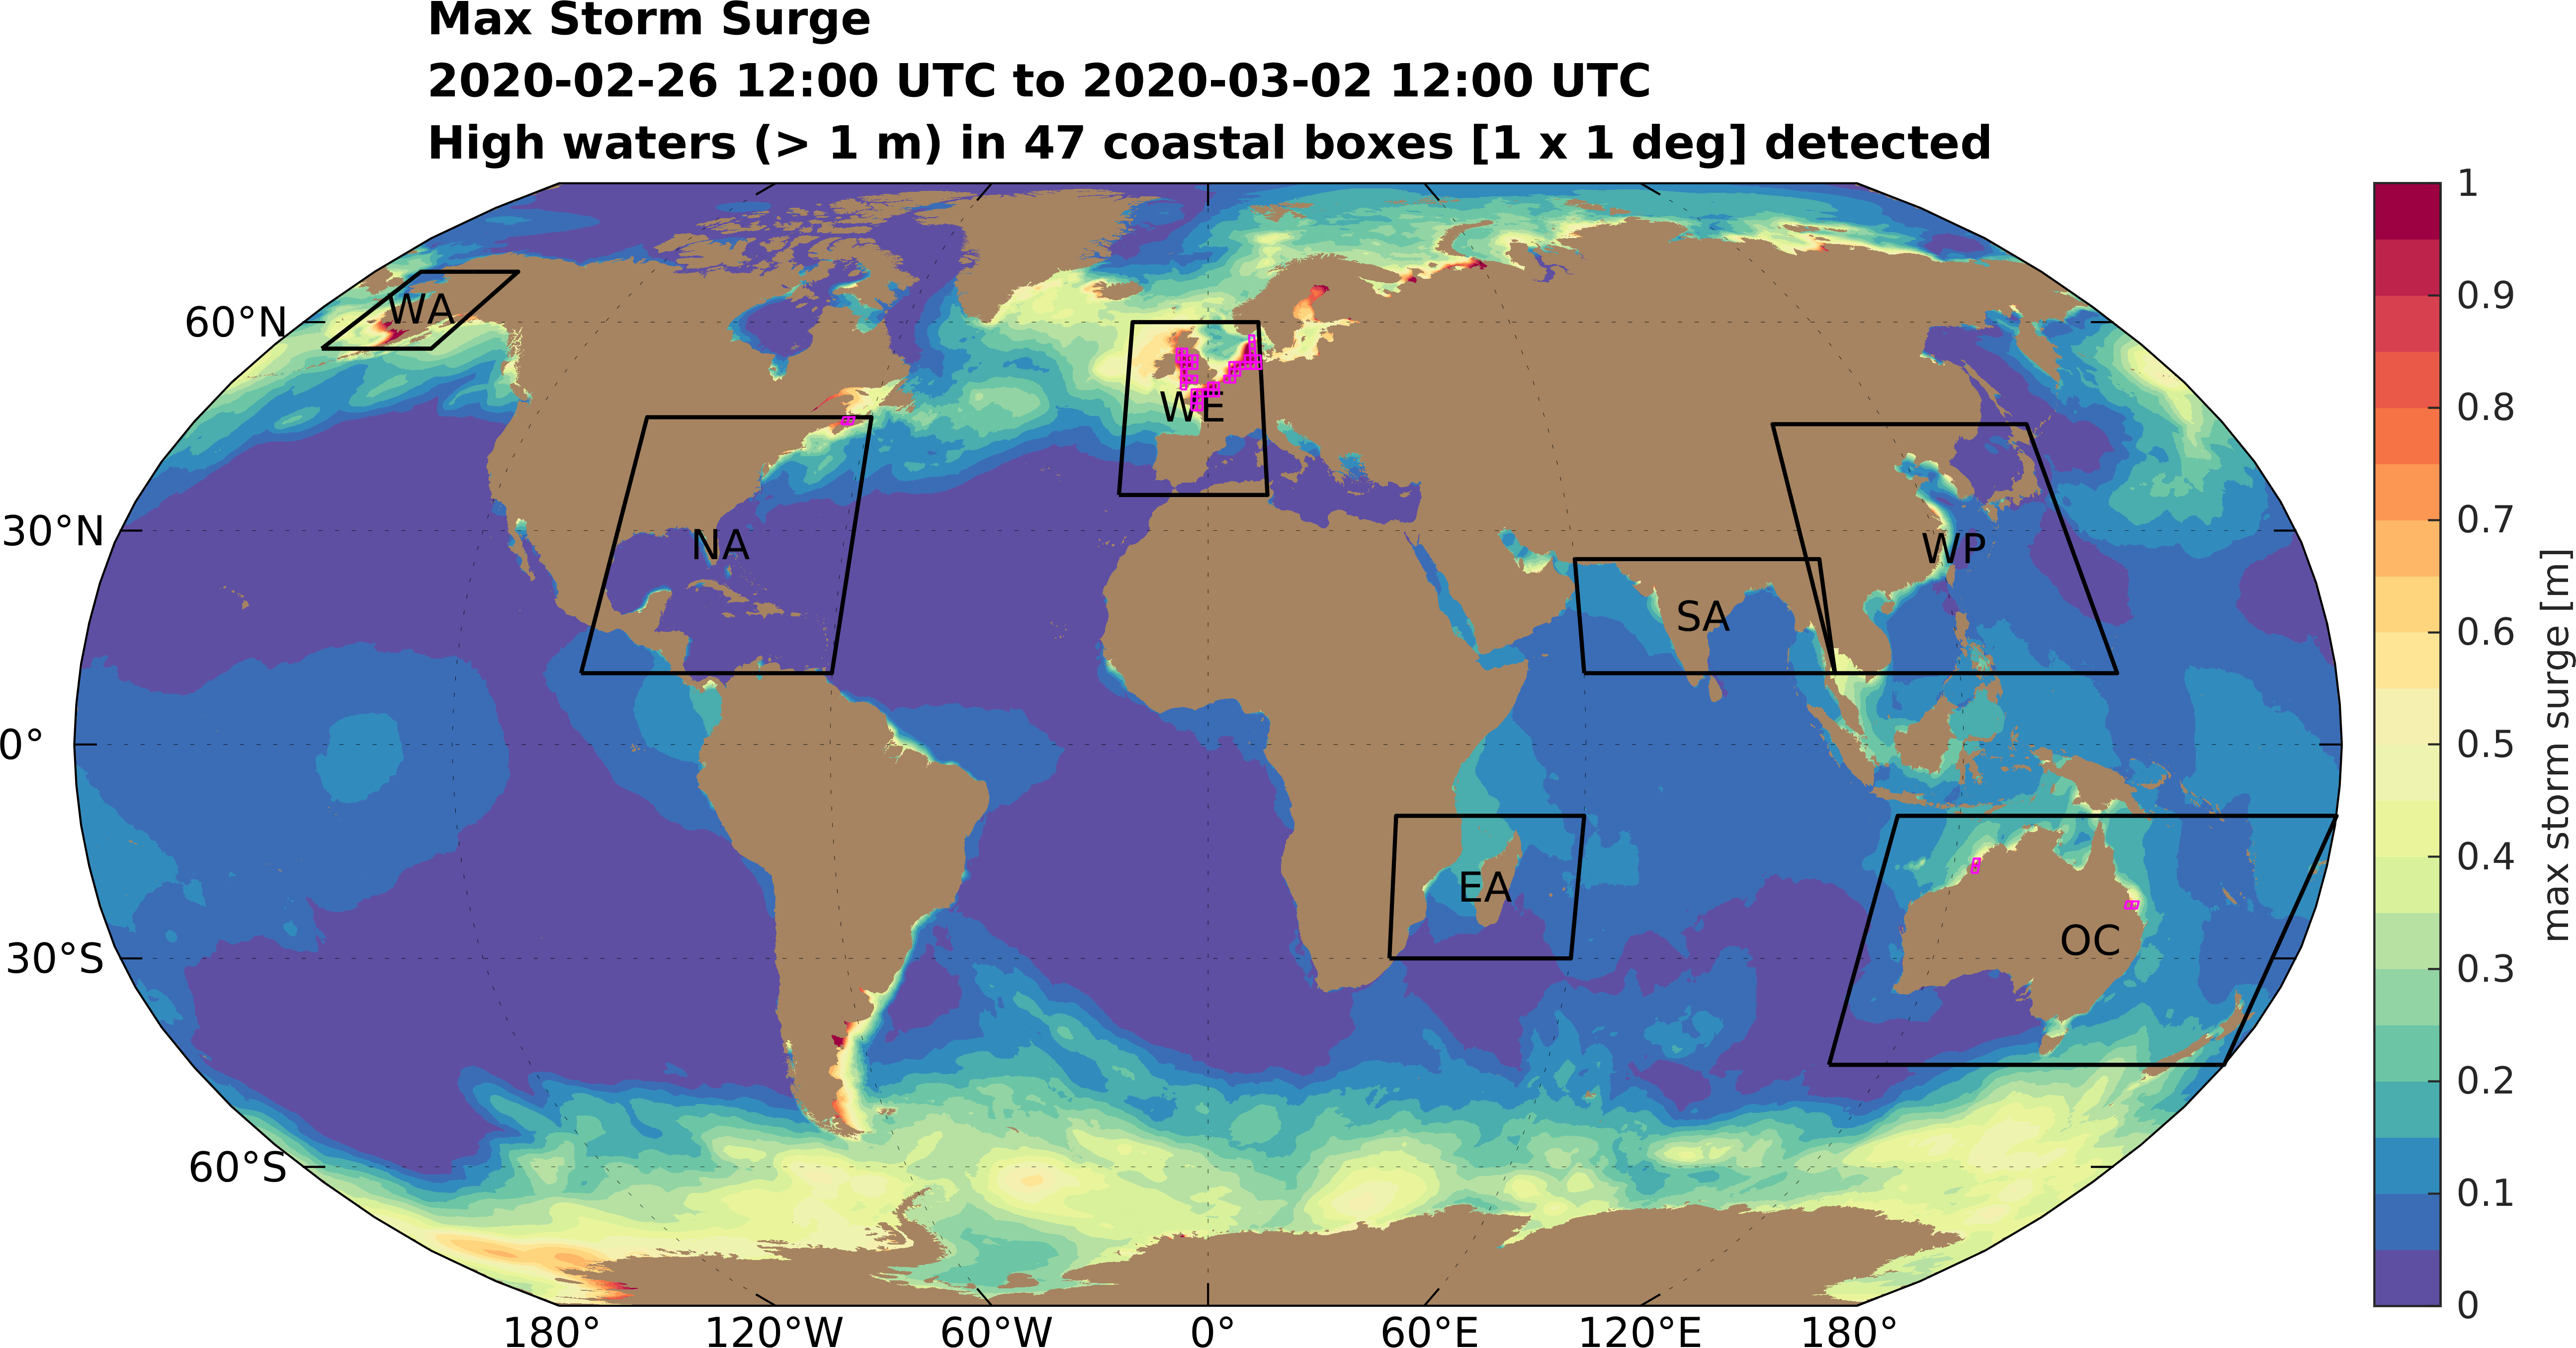 Max Storm Surge
2020-02-26 12:00 UTC to 2020-03-02 12:00 UTC
High waters (> 1 m) in 47 coastal boxes [1 x 1 deg] detected
60°N
30°N
0°
30°S
60°S
180°
120°W
60°W
0°
60°E
120°E
180°
WA
NA
WE
SA
WP
EA
OC
1
0.9
0.8
0.7
0.6
0.5
0.4
0.3
0.2
0.1
0
max storm surge [m]